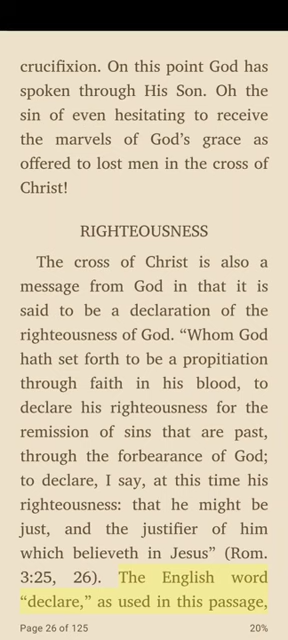 crucifixion. On this point God has
spoken through His Son. Oh the
sin of even hesitating to receive
the marvels of God’s grace as
offered to lost men in the cross of
Christ!
RIGHTEOUSNESS
The cross of Christ is also a
message from God in that it is
said to be a declaration of the
righteousness of God. “Whom God
hath set forth to be a propitiation
through faith in his blood, to
declare his righteousness for the
remission of sins that are past,
through the forbearance of God;
to declare, I say, at this time his
righteousness: that he might be
just, and the justifier of him
which believeth in Jesus” (Rom.
3:25, 26). The English word
“declare,” as used in this passage,
Page 26 of 125 20%